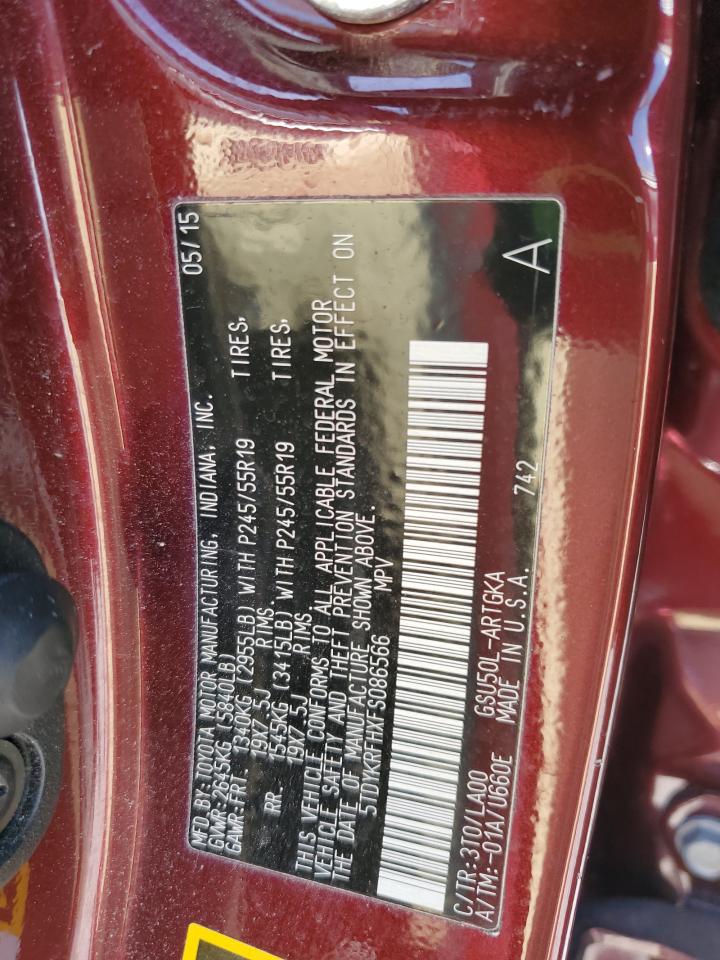 MFD. BY: TOYOTA MOTOR MANUFACTURING, INDIANA, INC. 05/15
GVWR-2645KG (5840LB)
GAWR-FRT 1340KG (2955LB) WITH P245/55R19 TIRES,
19X7.5J RIMS,
RR. 1545KG (3415LB) WITH P245/55R19 TIRES,
19X7.5J RIMS.
THIS VEHICLE CONFORMS TO ALL APPLICABLE FEDERAL MOTOR
VEHICLE SAFETY AND THEFT PREVENTION STANDARDS IN EFFECT ON
THE DATE OF MANUFACTURE SHOWN ABOVE.
5TDYKRFHXFS086566 MPV
C/TR:3T0/LA00 GSU50L-ARTGKA 742 A
A/TM:-01A/U660E MADE IN U.S.A.